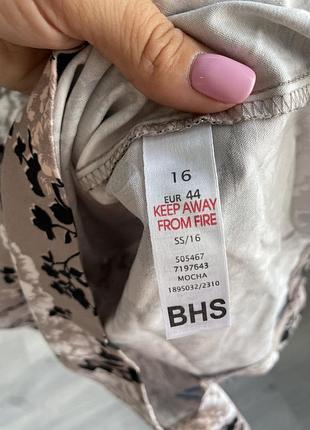 16
EUR 44
KEEP AWAY
FROM FIRE
SS/16
505467
7197643
MOCHA
1895032/2310
BHS